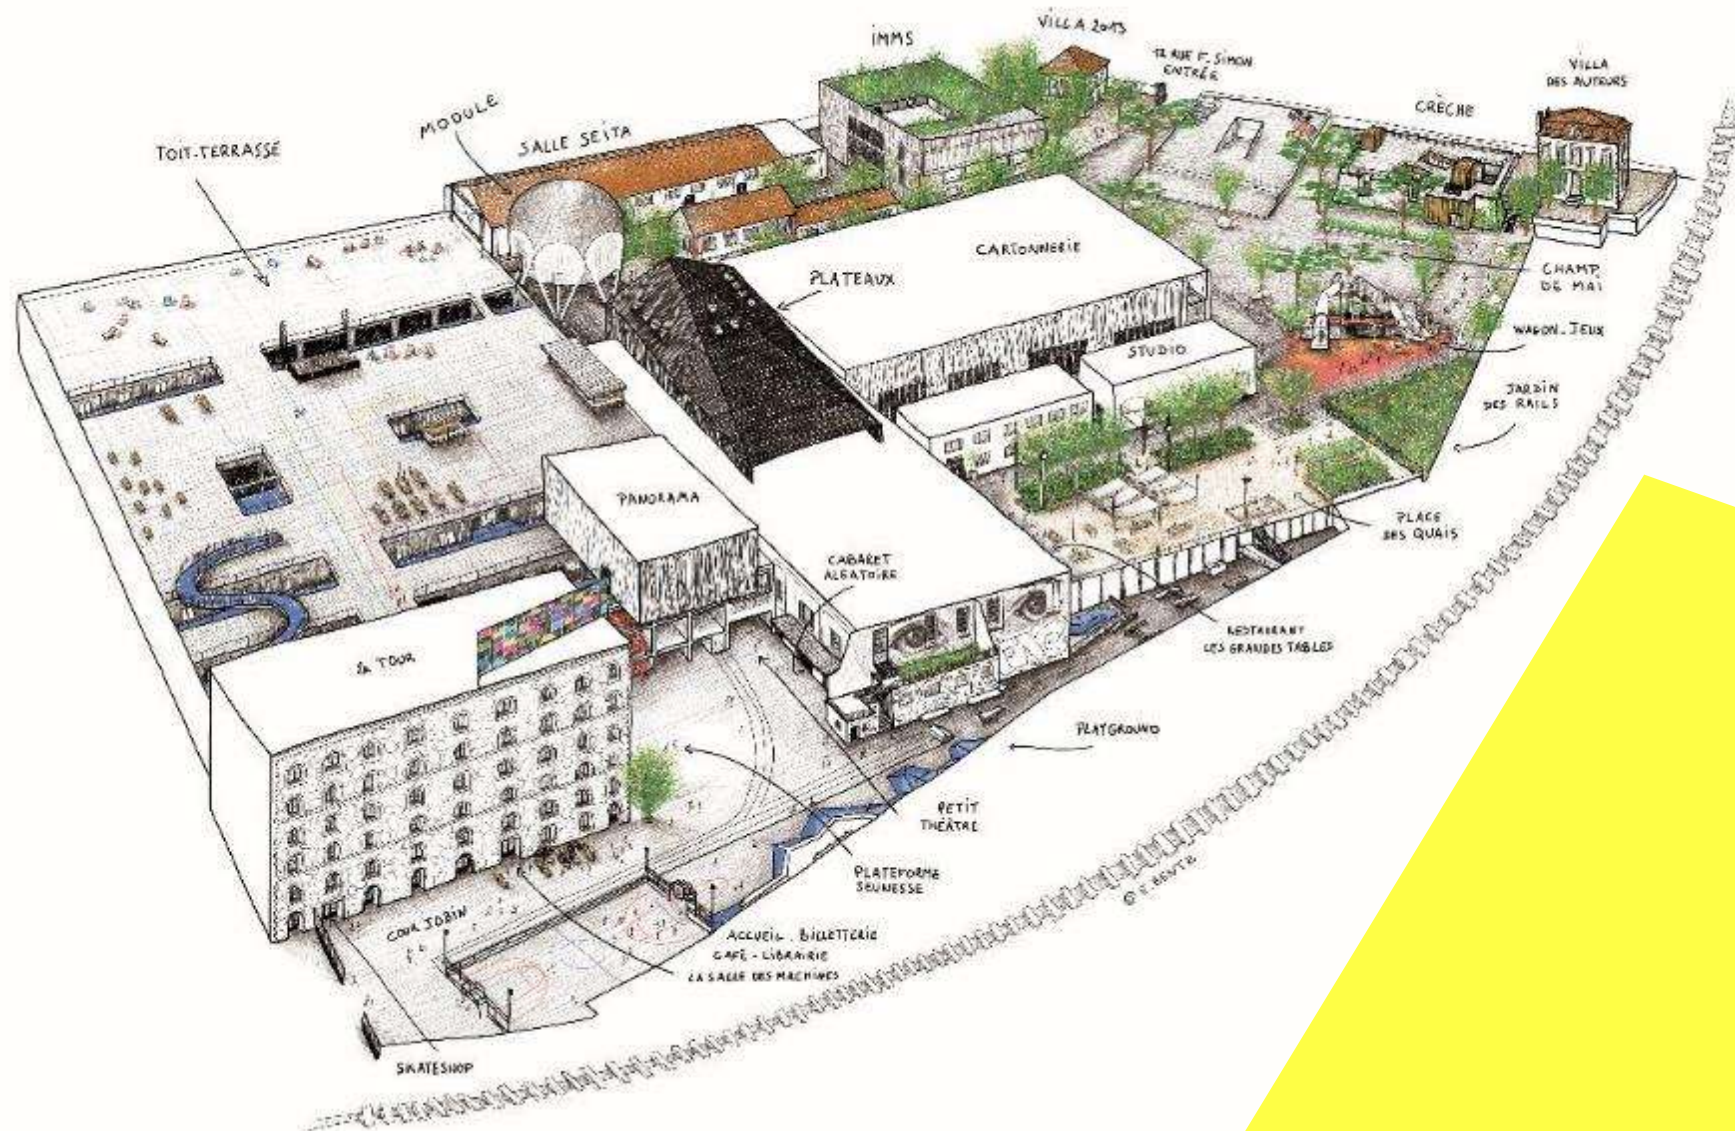 IMMS
VILLA 2013
12 RUE F. SIMON
ENTRÉE
VILLA
DES AUTEURS
CRÈCHE
MODULE
SALLE SEITA
TOIT-TERRASSE
CARTONNERIE
PLATEAUX
CHAMP
DE MAI
WAGON-JEUX
STUDIO
JARDIN
DES RAILS
PANORAMA
PLACE
DES QUAIS
CABARET
ALÉATOIRE
RESTAURANT
LES GRANDES TABLES
LA TOUR
PLAYGROUND
PETIT
THÉÂTRE
PLATEFORME
JEUNESSE
© E. BENTZ
COUR JOBIN
ACCUEIL . BILLETTERIE
CAFÉ - LIBRAIRIE
LA SALLE DES MACHINES
SKATESHOP